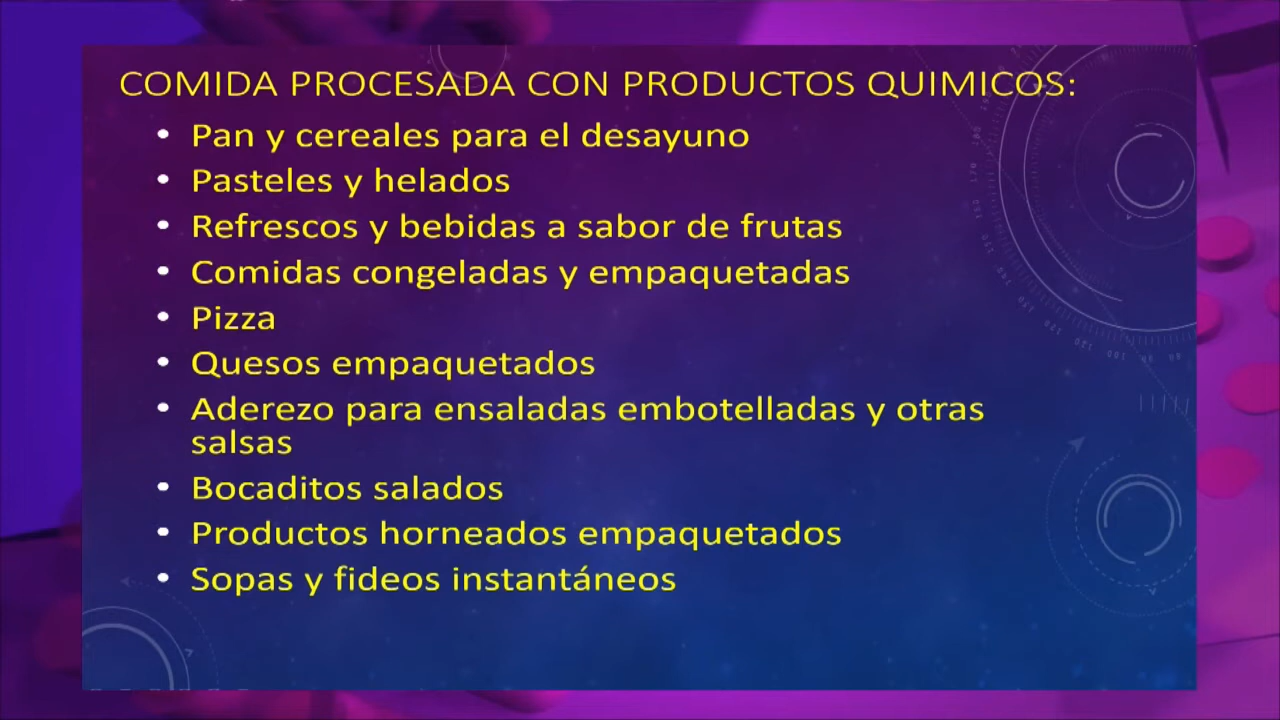 COMIDA PROCESADA CON PRODUCTOS QUIMICOS:
• Pan y cereales para el desayuno
• Pasteles y helados
• Refrescos y bebidas a sabor de frutas
• Comidas congeladas y empaquetadas
• Pizza
• Quesos empaquetados
• Aderezo para ensaladas embotelladas y otras
salsas
• Bocaditos salados
• Productos horneados empaquetados
• Sopas y fideos instantáneos